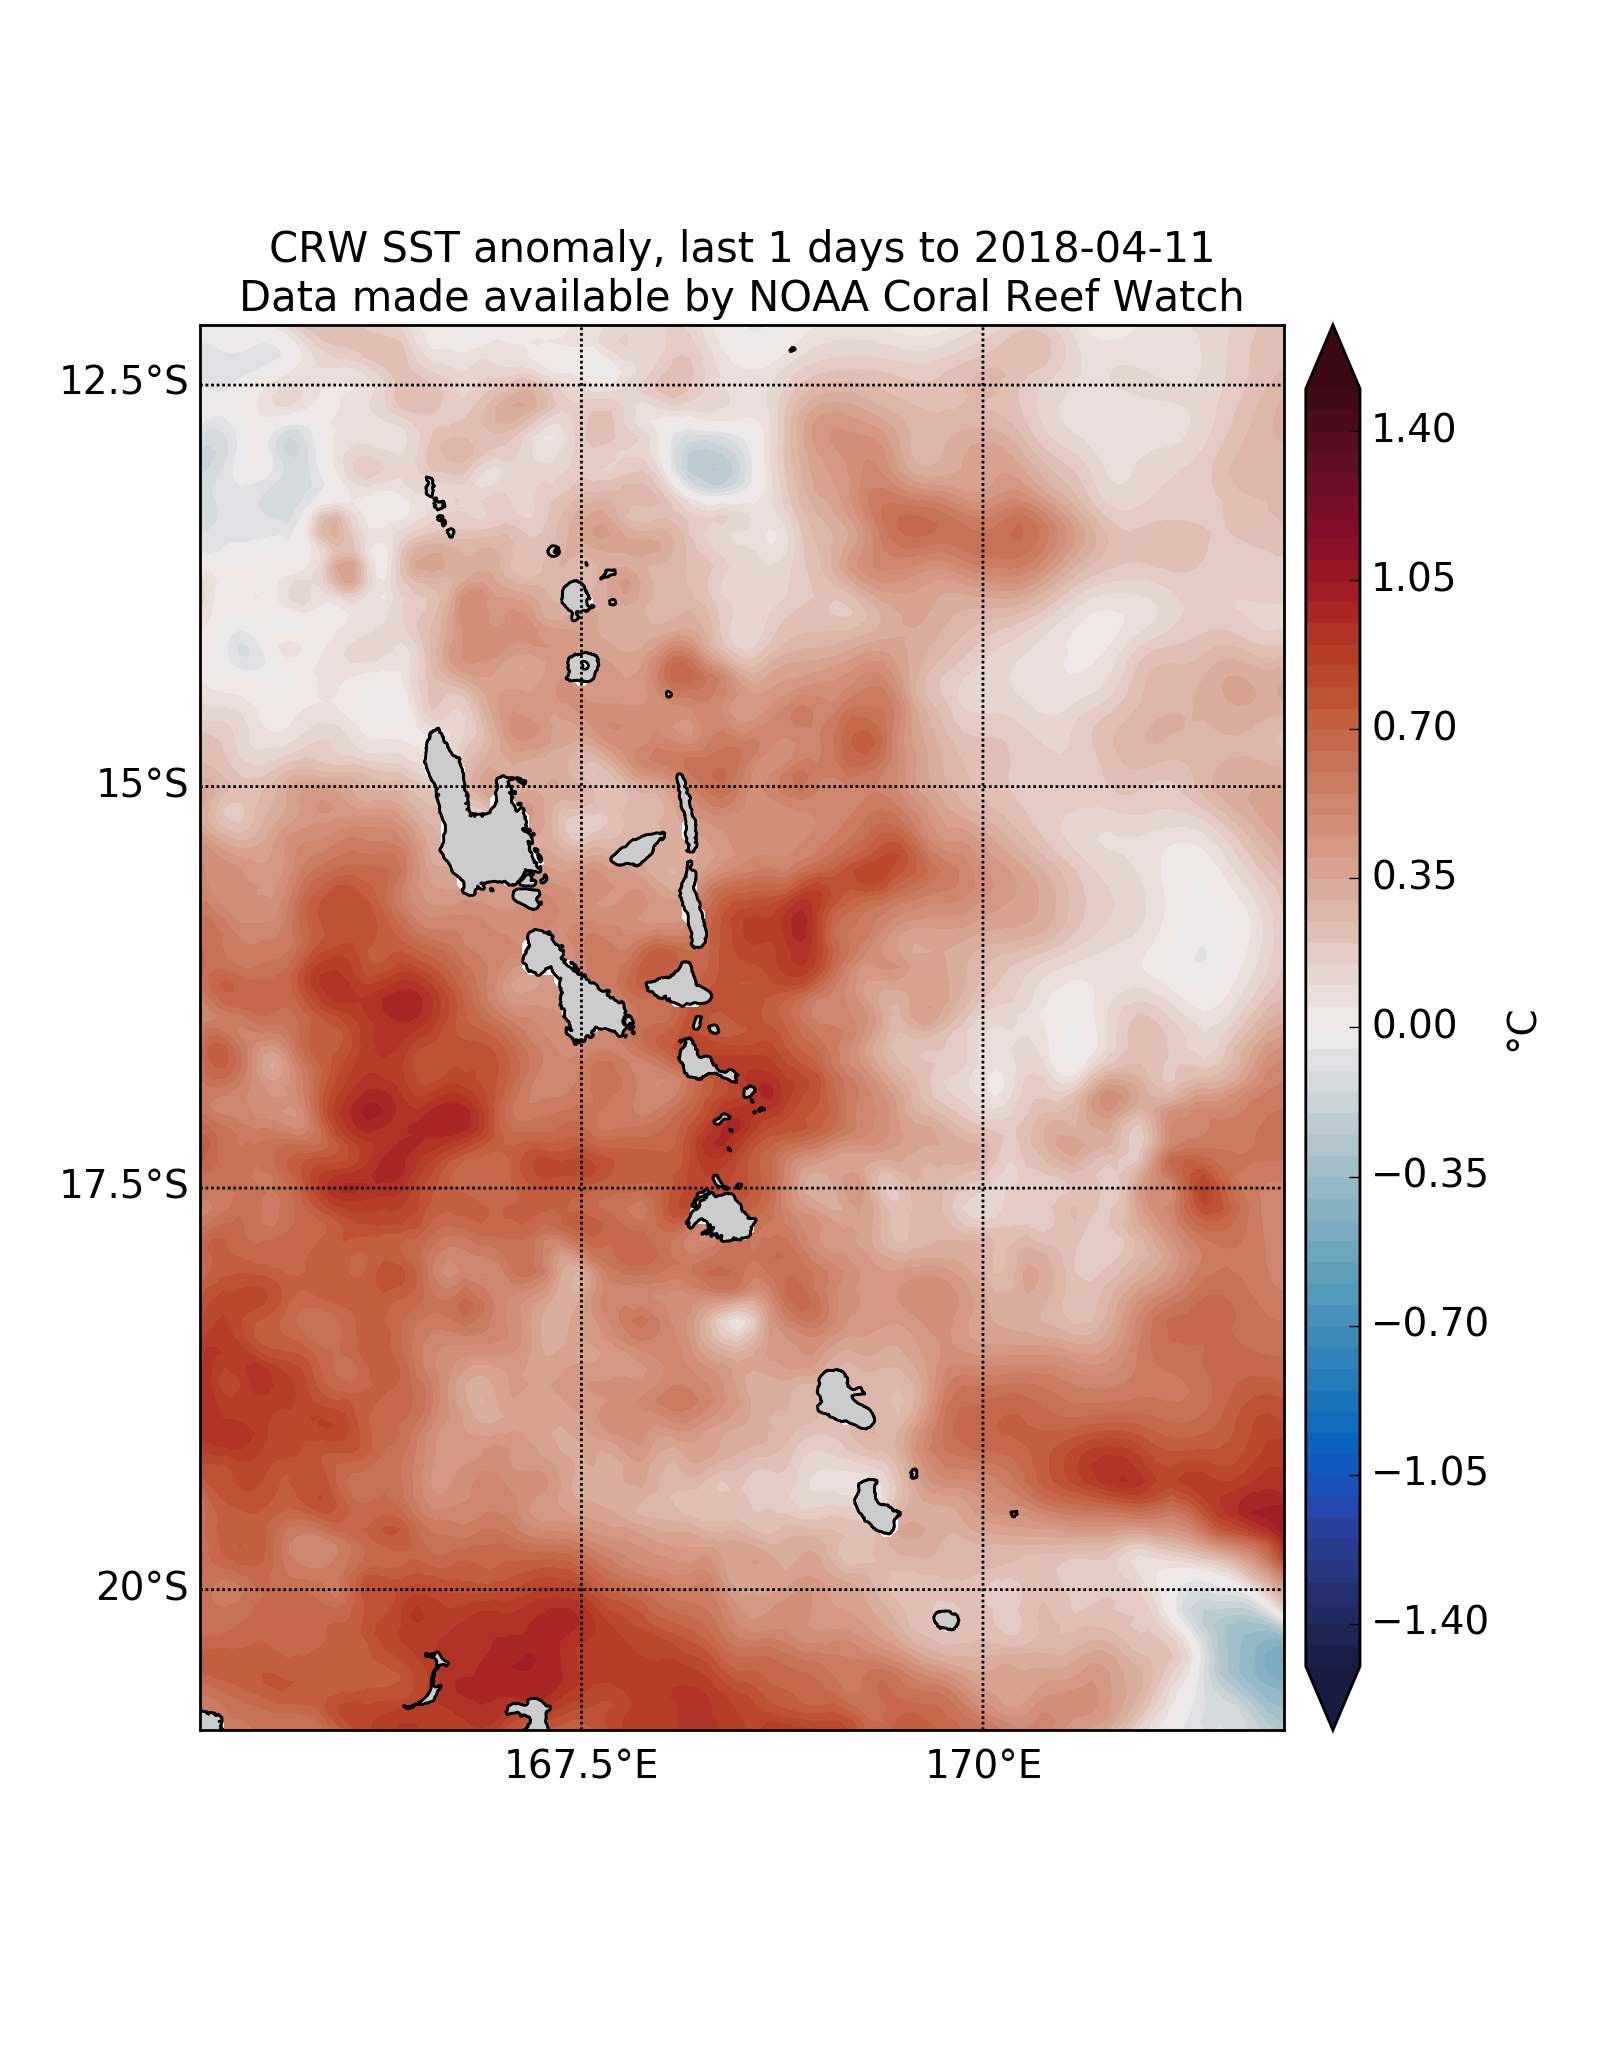 CRW SST anomaly, last 1 days to 2018-04-11
Data made available by NOAA Coral Reef Watch
12.5°S
15°S
17.5°S
20°S
167.5°E
170°E
1.40
1.05
0.70
0.35
0.00
−0.35
−0.70
−1.05
−1.40
°C